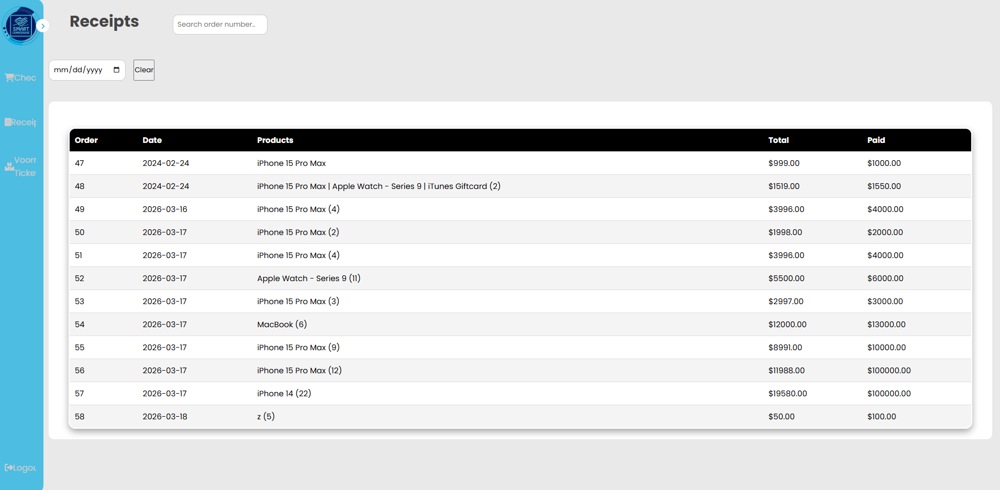 SMART
CONNEXIONZ
Receipts
Search order number..
mm/dd/yyyy
Clear
Chec
Receip
Voorr
Ticket
Logou
Order Date Products Total Paid
47 2024-02-24 iPhone 15 Pro Max $999.00 $1000.00
48 2024-02-24 iPhone 15 Pro Max | Apple Watch - Series 9 | iTunes Giftcard (2) $1519.00 $1550.00
49 2026-03-16 iPhone 15 Pro Max (4) $3996.00 $4000.00
50 2026-03-17 iPhone 15 Pro Max (2) $1998.00 $2000.00
51 2026-03-17 iPhone 15 Pro Max (4) $3996.00 $4000.00
52 2026-03-17 Apple Watch - Series 9 (11) $5500.00 $6000.00
53 2026-03-17 iPhone 15 Pro Max (3) $2997.00 $3000.00
54 2026-03-17 MacBook (6) $12000.00 $13000.00
55 2026-03-17 iPhone 15 Pro Max (9) $8991.00 $10000.00
56 2026-03-17 iPhone 15 Pro Max (12) $11988.00 $100000.00
57 2026-03-17 iPhone 14 (22) $19580.00 $100000.00
58 2026-03-18 z (5) $50.00 $100.00